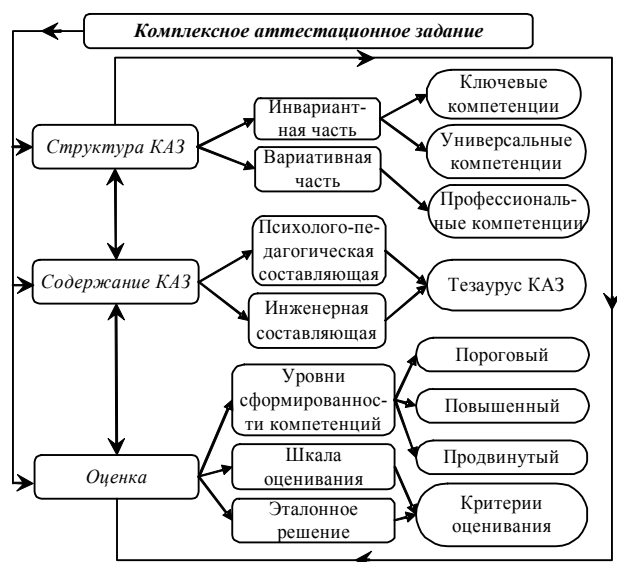 Комплексное аттестационное задание
Структура КАЗ
Инвариант-
ная часть
Вариативная
часть
Ключевые
компетенции
Универсальные
компетенции
Профессиональ-
ные компетенции
Содержание КАЗ
Психолого-пе-
дагогическая
составляющая
Инженерная
составляющая
Тезаурус КАЗ
Оценка
Уровни
сформированнос-
ти компетенций
Шкала
оценивания
Эталонное
решение
Пороговый
Повышенный
Продвинутый
Критерии
оценивания